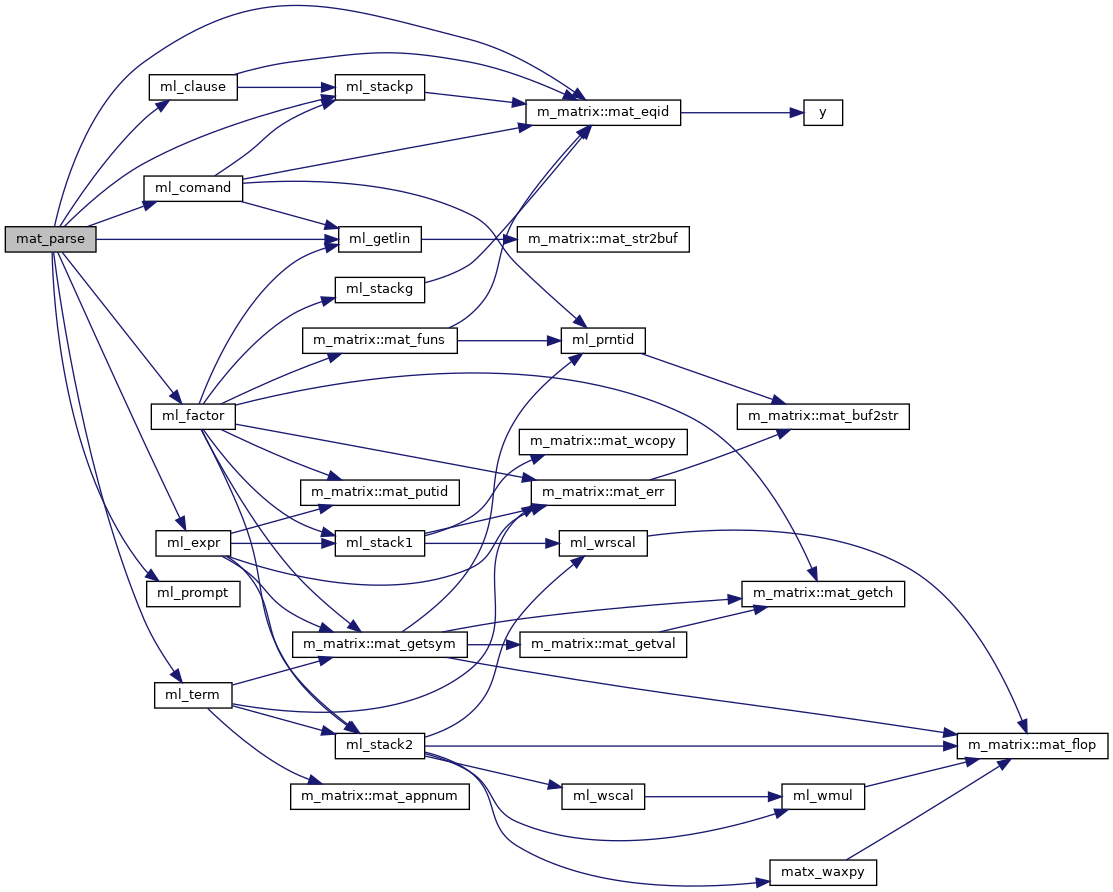 mat_parse
ml_clause
ml_comand
ml_factor
ml_expr
ml_prompt
ml_term
ml_stackp
ml_getlin
ml_stackg
m_matrix::mat_funs
m_matrix::mat_putid
ml_stack1
m_matrix::mat_getsym
ml_stack2
m_matrix::mat_appnum
m_matrix::mat_eqid
m_matrix::mat_str2buf
ml_prntid
m_matrix::mat_wcopy
m_matrix::mat_err
ml_wrscal
m_matrix::mat_getval
ml_wscal
y
m_matrix::mat_buf2str
m_matrix::mat_getch
ml_wmul
matx_waxpy
m_matrix::mat_flop